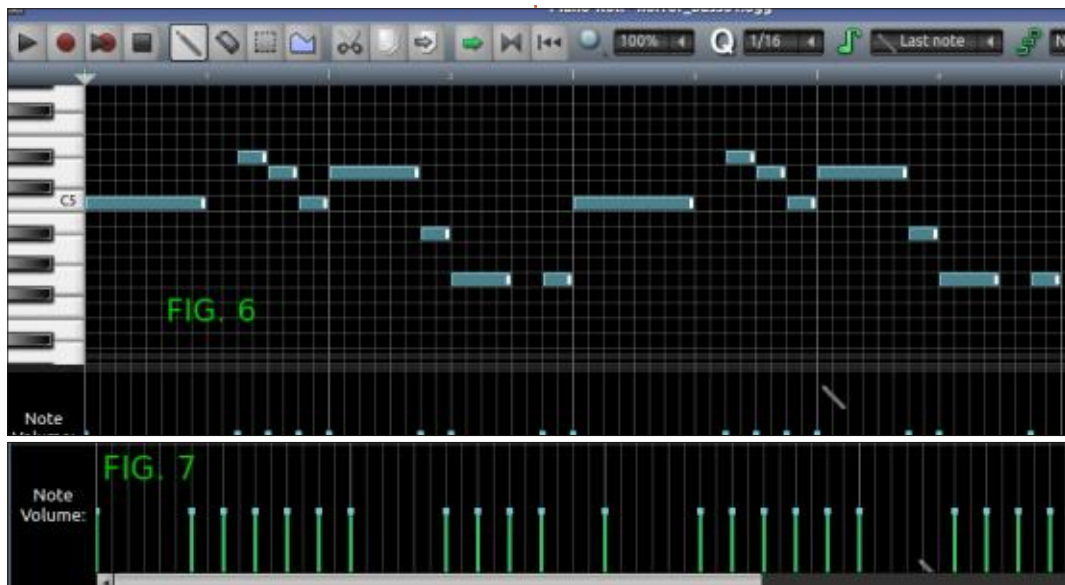 100% Q 1/16 Last note N
C5
FIG. 6
Note
FIG. 7
Note
Volume: